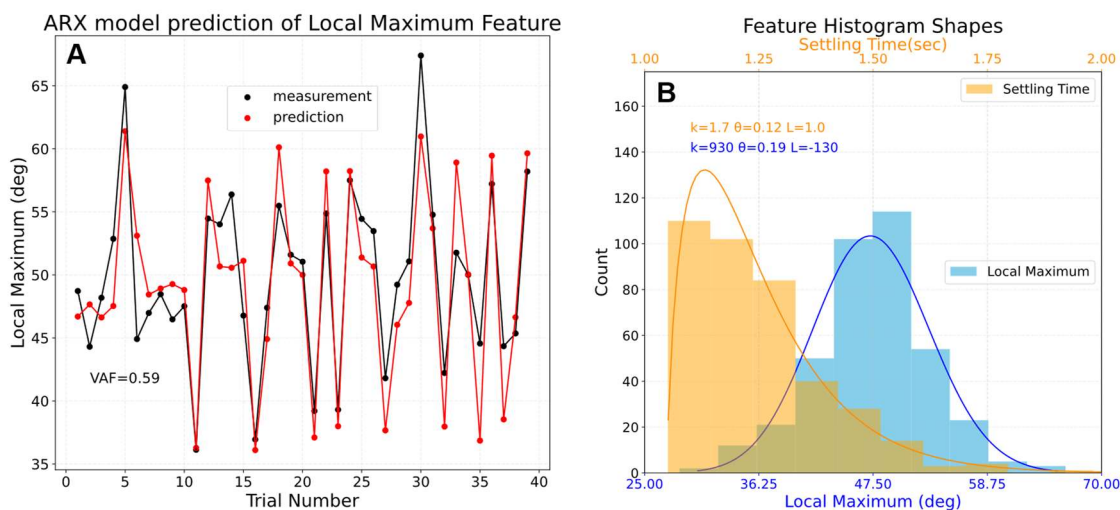 ARX model prediction of Local Maximum Feature
A
measurement
prediction
Local Maximum (deg)
65
60
55
50
45
40
35
VAF=0.59
0
5
10
15
20
25
30
35
40
Trial Number
Feature Histogram Shapes
Settling Time(sec)
1.00
1.25
1.50
1.75
2.00
B
Settling Time
k=1.7 θ=0.12 L=1.0
k=930 θ=0.19 L=-130
Local Maximum
Count
160
140
120
100
80
60
40
20
0
25.00
36.25
47.50
58.75
70.00
Local Maximum (deg)